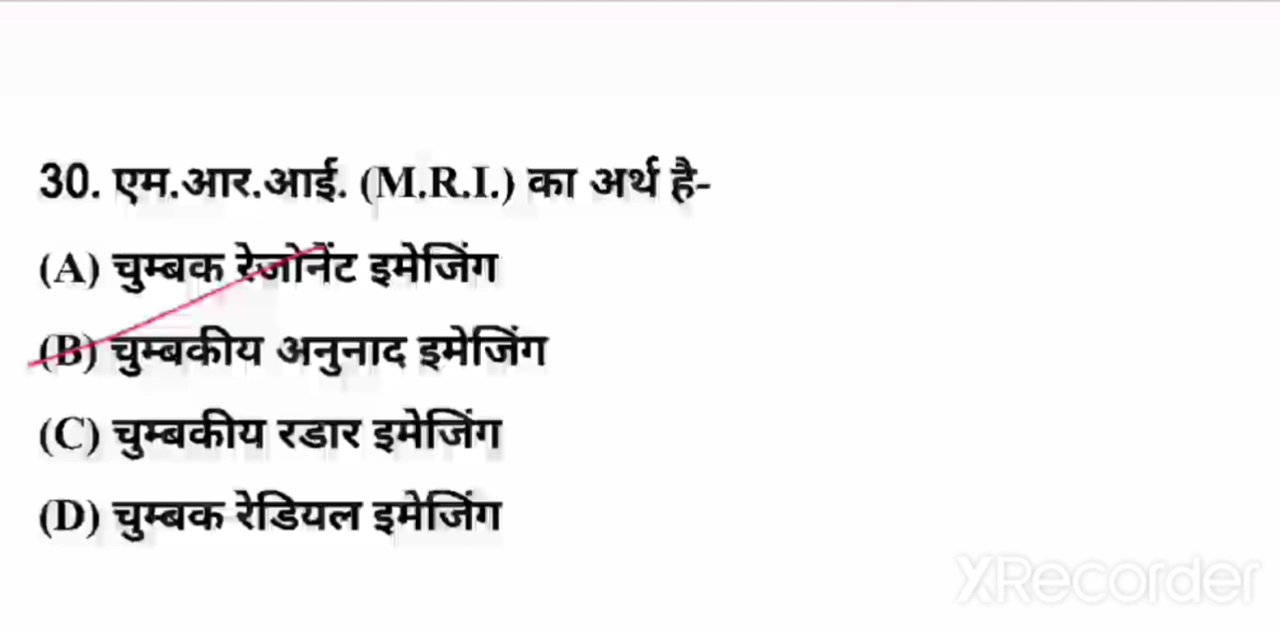 30. एम.आर.आई. (M.R.I.) का अर्थ है-
(A) चुम्बक रेजोनेंट इमेजिंग
(B) चुम्बकीय अनुनाद इमेजिंग
(C) चुम्बकीय रडार इमेजिंग
(D) चुम्बक रेडियल इमेजिंग
XRecorder